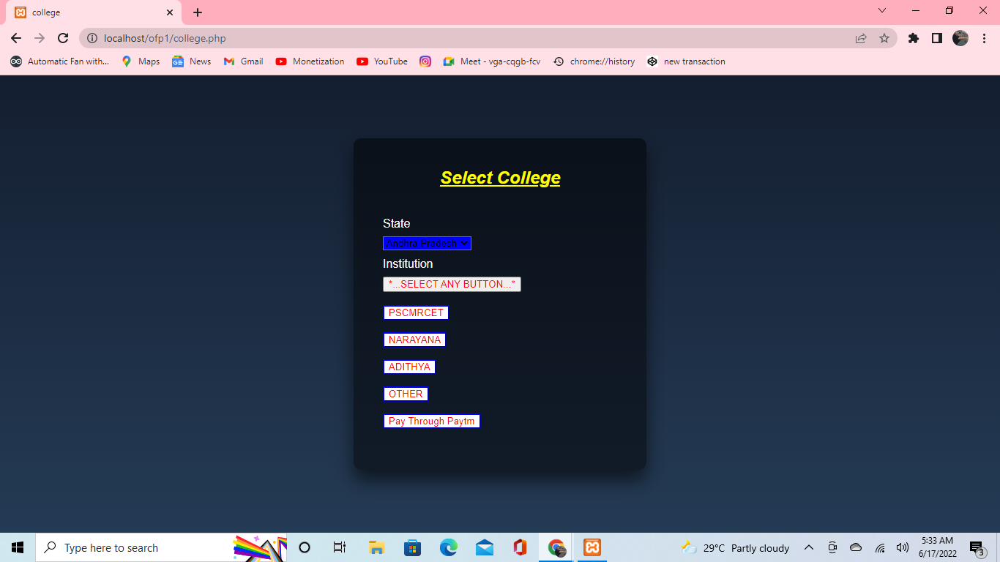 college
localhost/ofp1/college.php
Automatic Fan with... Maps News Gmail Monetization YouTube Meet - vga-cqgb-fcv chrome://history new transaction
Select College
State
Andhra Pradesh
Institution
*...SELECT ANY BUTTON...*
PSCMRCET
NARAYANA
ADITHYA
OTHER
Pay Through Paytm
Type here to search
29°C Partly cloudy
5:33 AM
6/17/2022
3